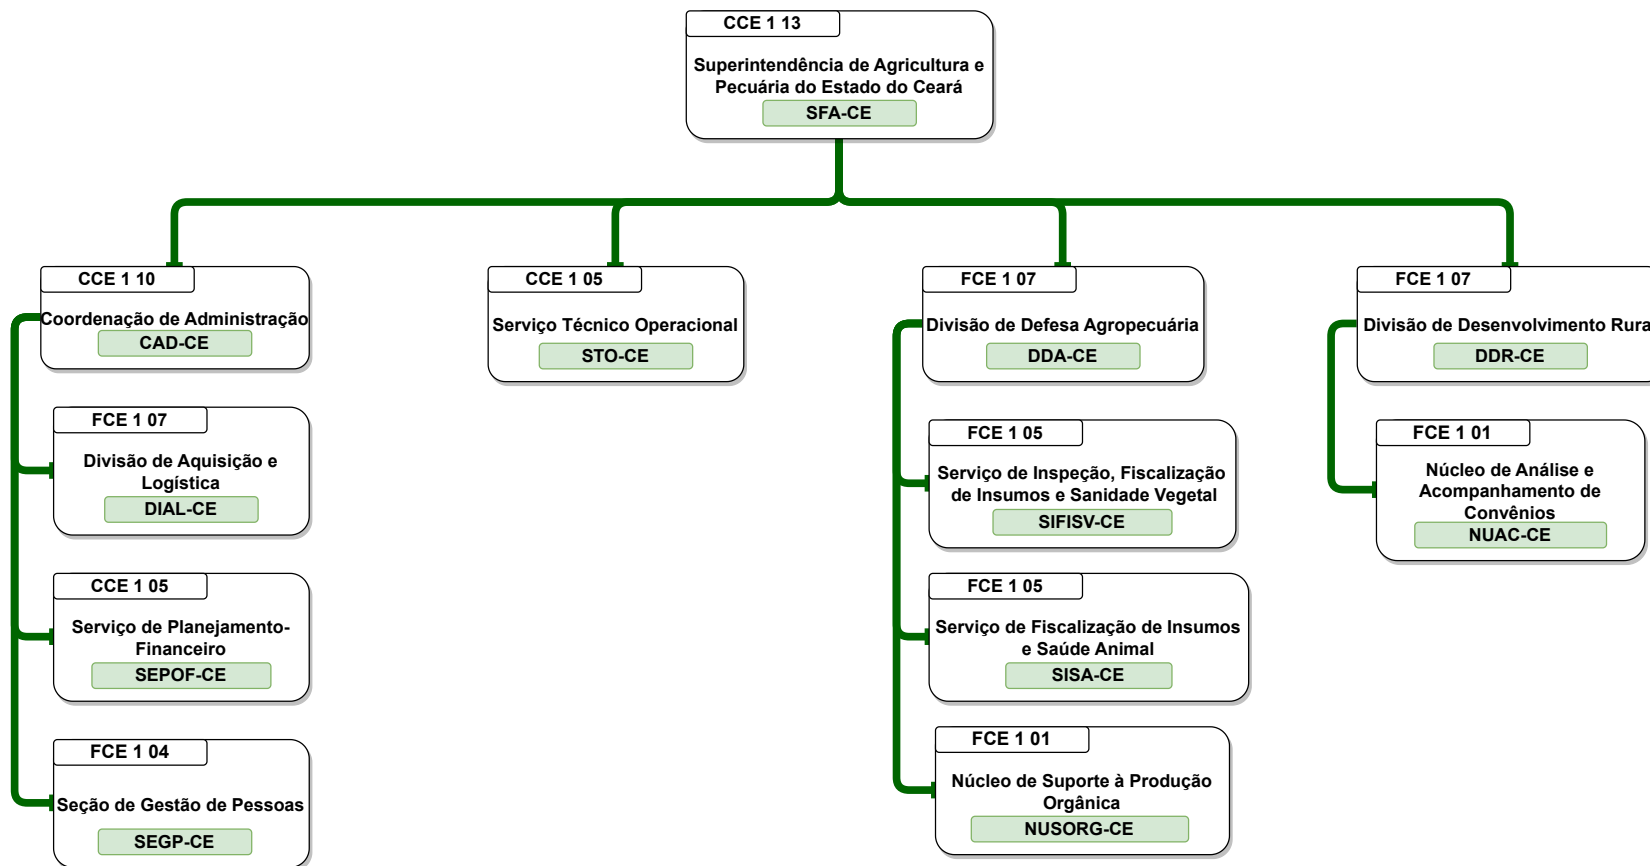 CCE 1 13
Superintendência de Agricultura e
Pecuária do Estado do Ceará
SFA-CE
CCE 1 10
Coordenação de Administração
CAD-CE
FCE 1 07
Divisão de Aquisição e
Logística
DIAL-CE
CCE 1 05
Serviço de Planejamento-
Financeiro
SEPOF-CE
FCE 1 04
Seção de Gestão de Pessoas
SEGP-CE
CCE 1 05
Serviço Técnico Operacional
STO-CE
FCE 1 07
Divisão de Defesa Agropecuária
DDA-CE
FCE 1 05
Serviço de Inspeção, Fiscalização
de Insumos e Sanidade Vegetal
SIFISV-CE
FCE 1 05
Serviço de Fiscalização de Insumos
e Saúde Animal
SISA-CE
FCE 1 01
Núcleo de Suporte à Produção
Orgânica
NUSORG-CE
FCE 1 07
Divisão de Desenvolvimento Rura
DDR-CE
FCE 1 01
Núcleo de Análise e
Acompanhamento de
Convênios
NUAC-CE